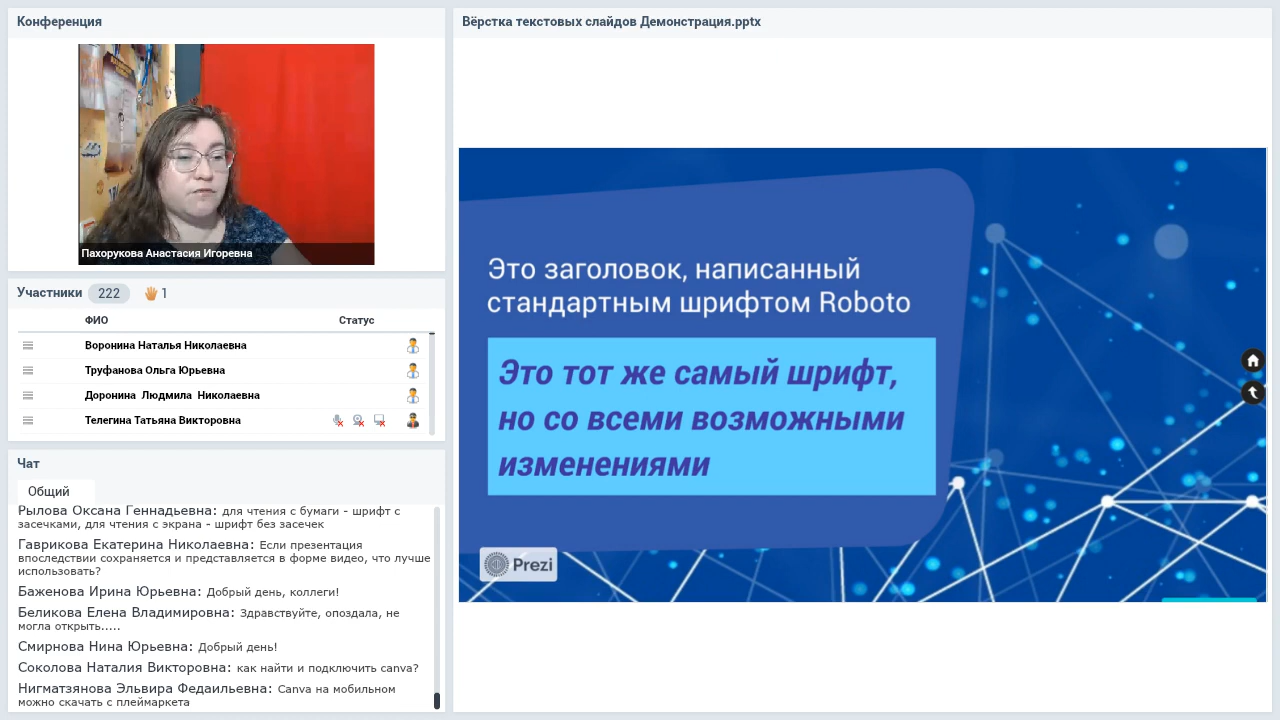 Конференция
Пахорукова Анастасия Игоревна
Участники 222 1
ФИО Статус
Воронина Наталья Николаевна
Труфанова Ольга Юрьевна
Доронина Людмила Николаевна
Телегина Татьяна Викторовна
Чат
Общий
Рылова Оксана Геннадьевна: для чтения с бумаги - шрифт с
засечками, для чтения с экрана - шрифт без засечек
Гаврикова Екатерина Николаевна: Если презентация
впоследствии сохраняется и представляется в форме видео, что лучше
использовать?
Баженова Ирина Юрьевна: Добрый день, коллеги!
Беликова Елена Владимировна: Здравствуйте, опоздала, не
могла открыть.....
Смирнова Нина Юрьевна: Добрый день!
Соколова Наталия Викторовна: как найти и подключить canva?
Нигматзянова Эльвира Федаильевна: Canva на мобильном
можно скачать с плеймаркета
Вёрстка текстовых слайдов Демонстрация.pptx
Это заголовок, написанный
стандартным шрифтом Roboto
Это тот же самый шрифт,
но со всеми возможными
изменениями
Prezi